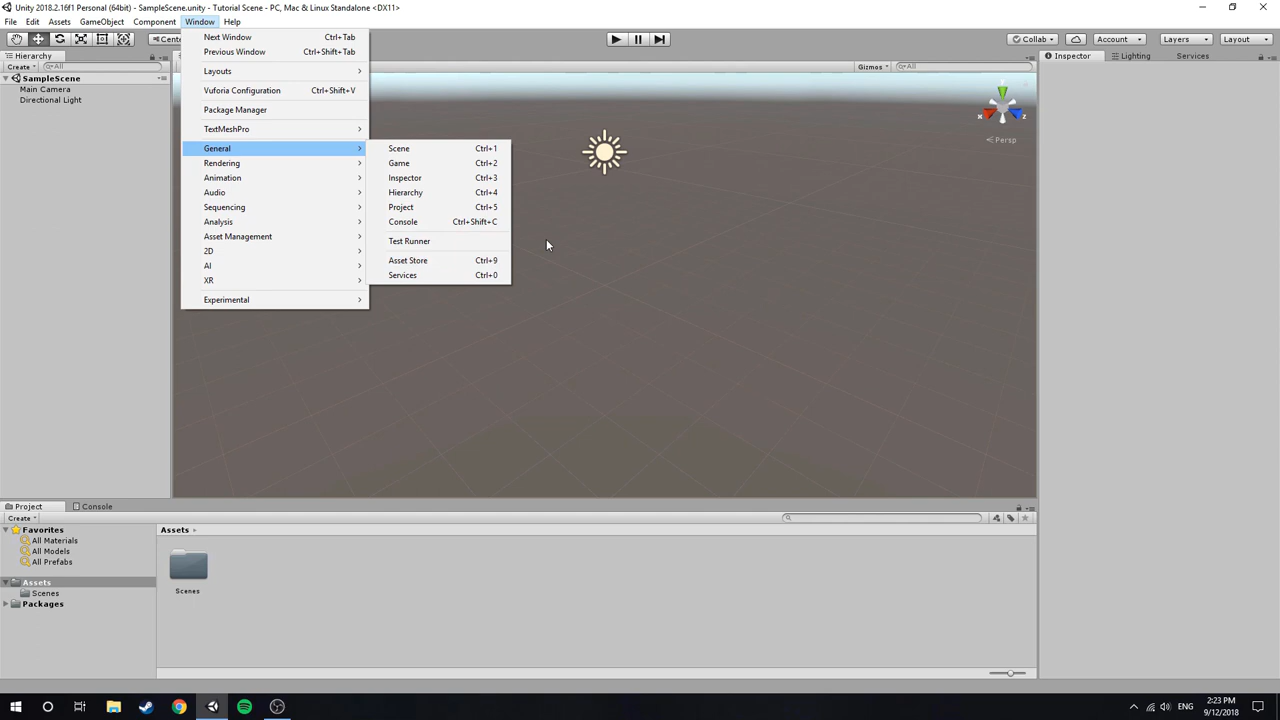 Unity 2018.2.16f1 Personal (64bit) - SampleScene.unity - Tutorial Scene - PC, Mac & Linux Standalone <DX11>
File Edit Assets GameObject Component Window Help
Cente Collab Account Layers Layout
Hierarchy
Create All
SampleScene
Main Camera
Directional Light
Next Window Ctrl+Tab
Previous Window Ctrl+Shift+Tab
Layouts
Vuforia Configuration Ctrl+Shift+V
Package Manager
TextMeshPro
General
Rendering
Animation
Audio
Sequencing
Analysis
Asset Management
2D
AI
XR
Experimental
Scene Ctrl+1
Game Ctrl+2
Inspector Ctrl+3
Hierarchy Ctrl+4
Project Ctrl+5
Console Ctrl+Shift+C
Test Runner
Asset Store Ctrl+9
Services Ctrl+0
Gizmos All
y
x z
Persp
Inspector Lighting Services
Project Console
Create
Favorites
All Materials
All Models
All Prefabs
Assets
Scenes
Packages
Assets
Scenes
ENG
2:23 PM
9/12/2018